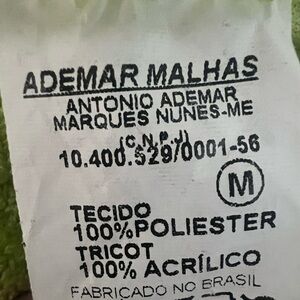 ADEMAR MALHAS
ANTONIO ADEMAR
MARQUES NUNES-ME
(C.N.P.J)
10.400.529/0001-56
M
TECIDO
100% POLIESTER
TRICOT
100% ACRÍLICO
FABRICADO NO BRASIL